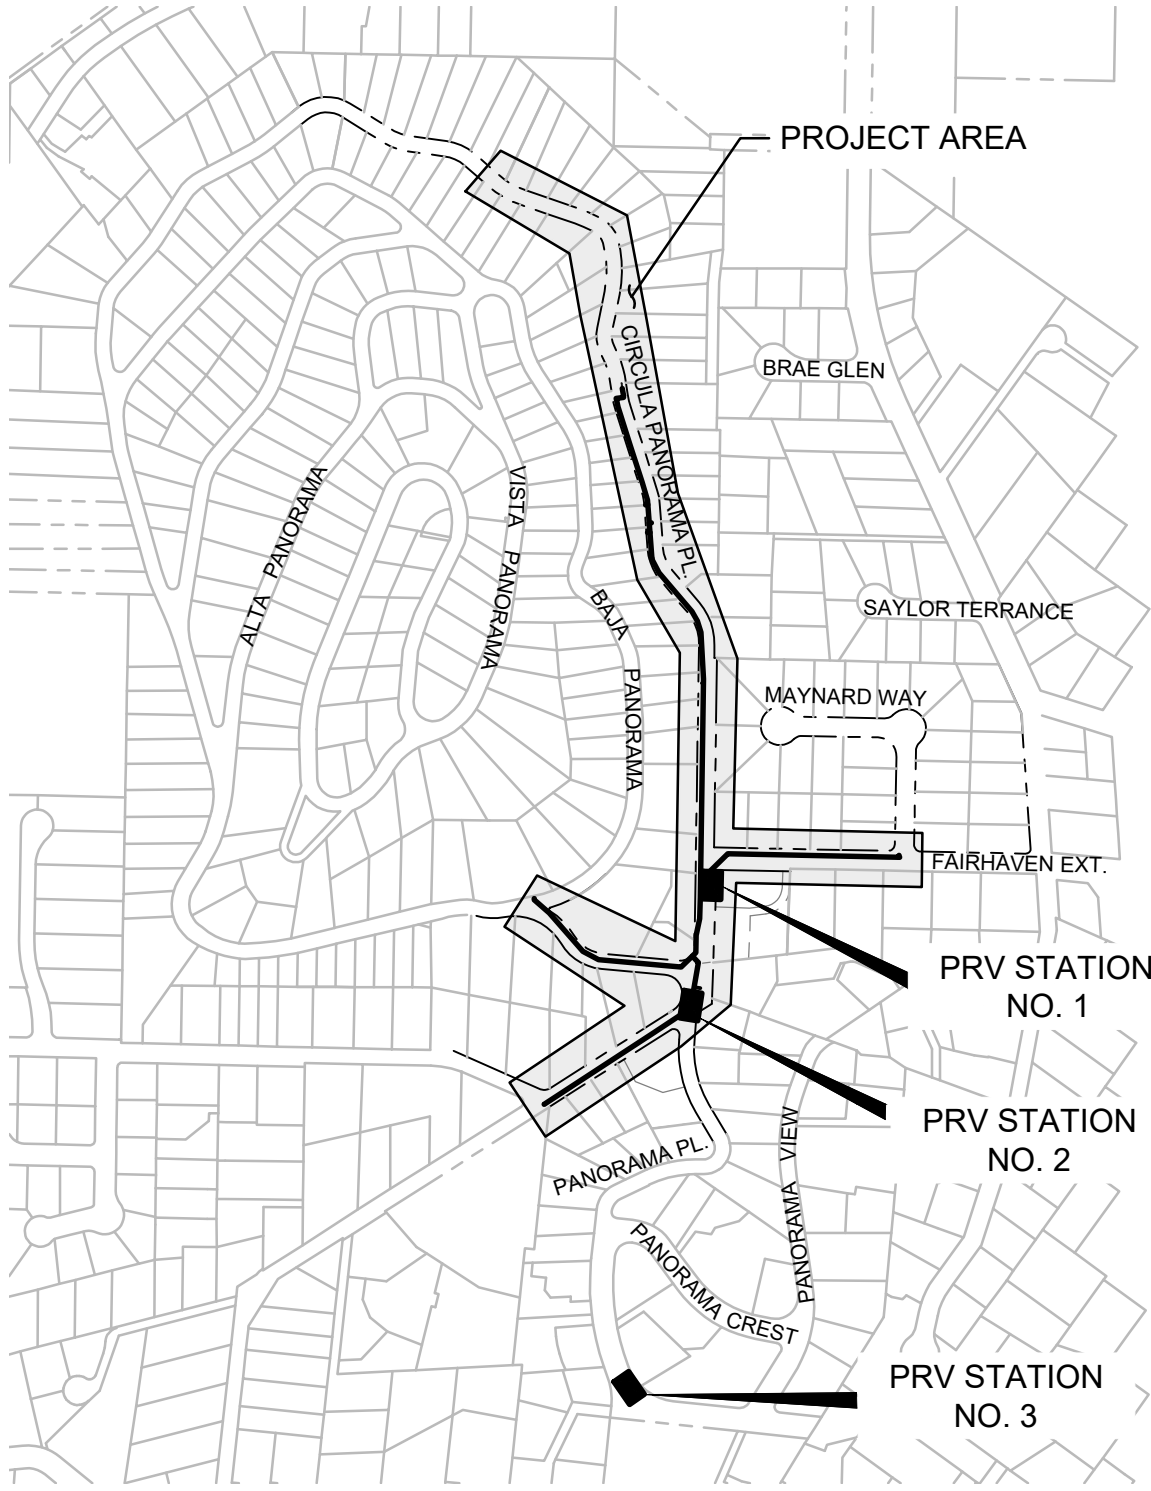 PROJECT AREA
CIRCULA PANORAMA PL.
BRAE GLEN
ALTA PANORAMA
VISTA PANORAMA
BAJA PANORAMA
SAYLOR TERRANCE
MAYNARD WAY
FAIRHAVEN EXT.
PRV STATION
NO. 1
PRV STATION
NO. 2
PANORAMA PL.
PANORAMA VIEW
PANORAMA CREST
PRV STATION
NO. 3